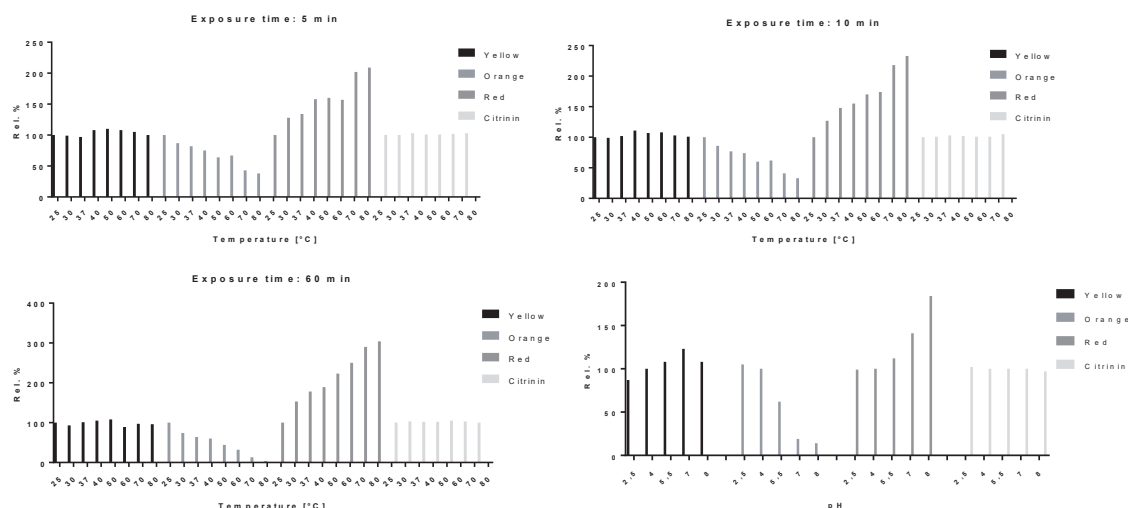 Exposure time: 5 min
250
200
150
100
50
0
Rel. %
25 30 37 40 50 60 70 80 25 30 37 40 50 60 70 80 25 30 37 40 50 60 70 80 25 30 37 40 50 60 70 80
Temperature [°C]
Yellow
Orange
Red
Citrinin
Exposure time: 10 min
250
200
150
100
50
0
Rel. %
25 30 37 40 50 60 70 80 25 30 37 40 50 60 70 80 25 30 37 40 50 60 70 80 25 30 37 40 50 60 70 80
Temperature [°C]
Yellow
Orange
Red
Citrinin
Exposure time: 60 min
400
300
200
100
0
Rel. %
25 30 37 40 50 60 70 80 25 30 37 40 50 60 70 80 25 30 37 40 50 60 70 80 25 30 37 40 50 60 70 80
Temperature [°C]
Yellow
Orange
Red
Citrinin
200
150
100
50
0
Rel. %
2,5 4 5,5 7 8 2,5 4 5,5 7 8 2,5 4 5,5 7 8 2,5 4 5,5 7 8
pH
Yellow
Orange
Red
Citrinin